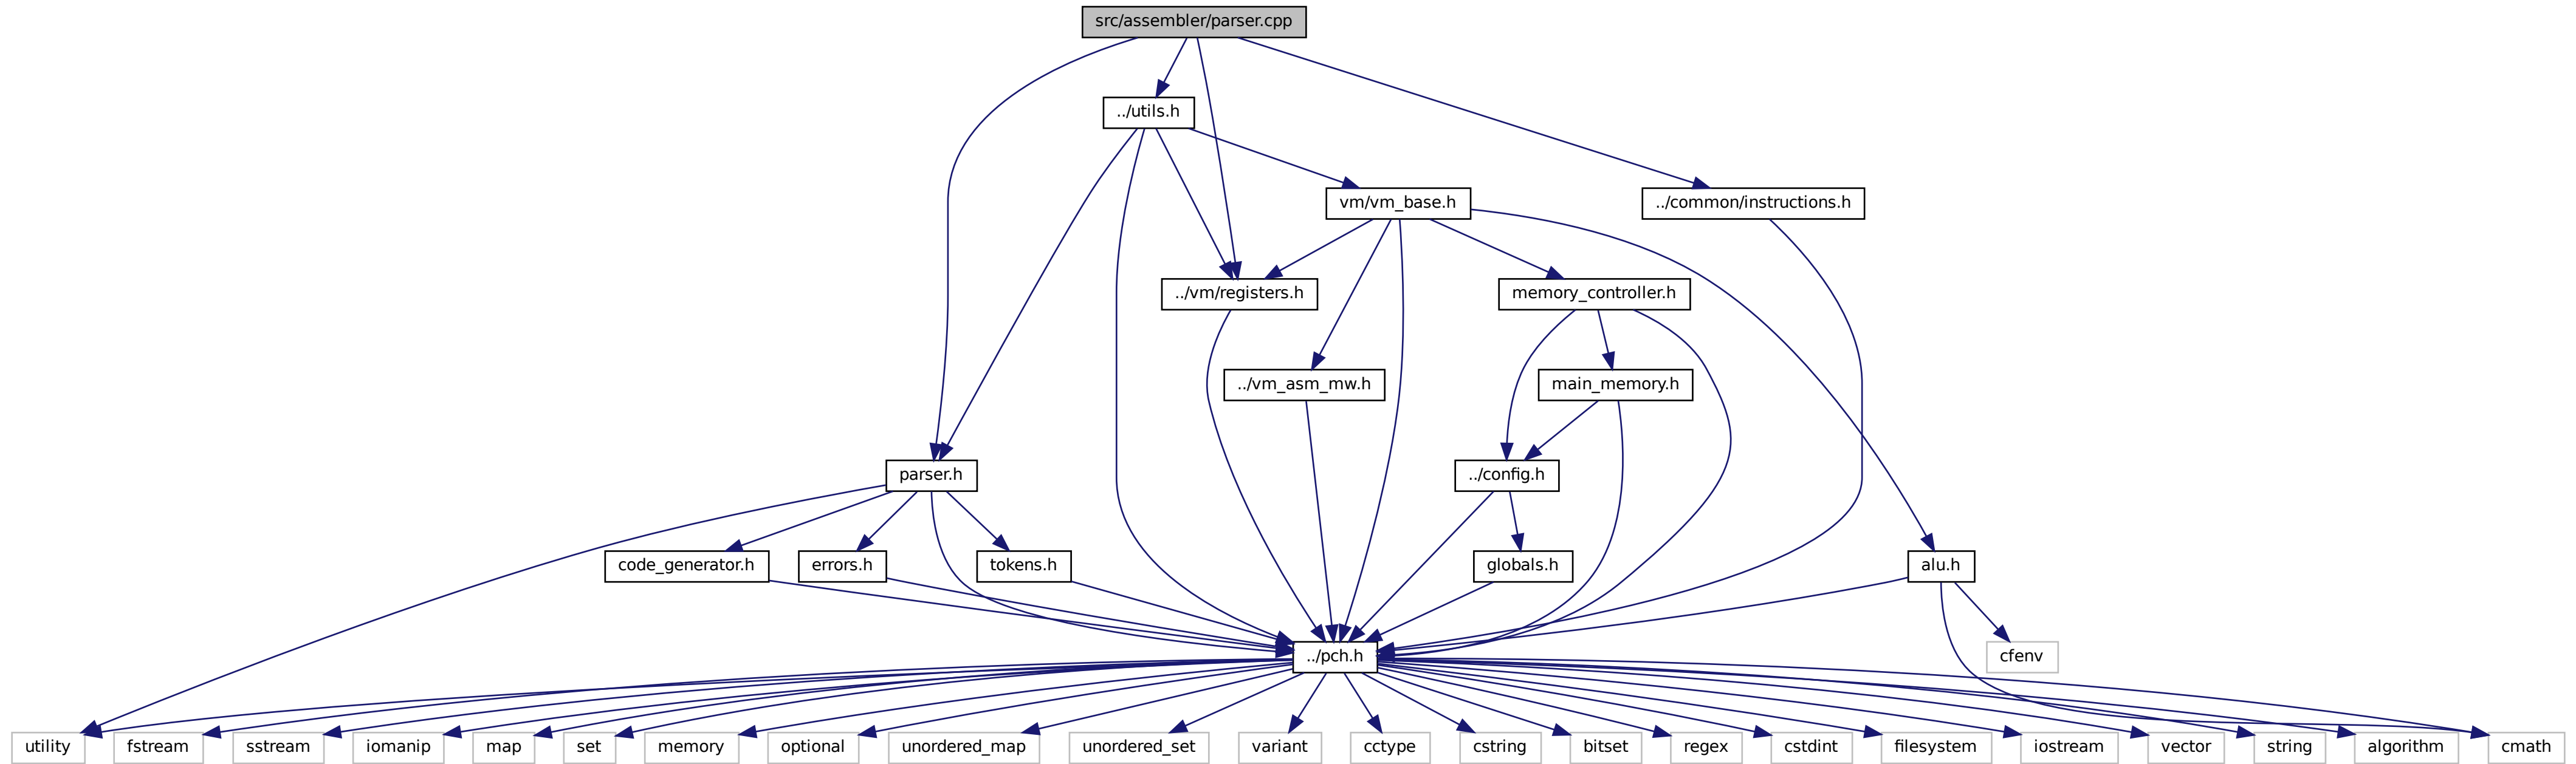 src/assembler/parser.cpp
../utils.h
vm/vm_base.h
../common/instructions.h
../vm/registers.h
memory_controller.h
../vm_asm_mw.h
main_memory.h
parser.h
../config.h
code_generator.h
errors.h
tokens.h
globals.h
alu.h
../pch.h
cfenv
utility
fstream
sstream
iomanip
map
set
memory
optional
unordered_map
unordered_set
variant
cctype
cstring
bitset
regex
cstdint
filesystem
iostream
vector
string
algorithm
cmath